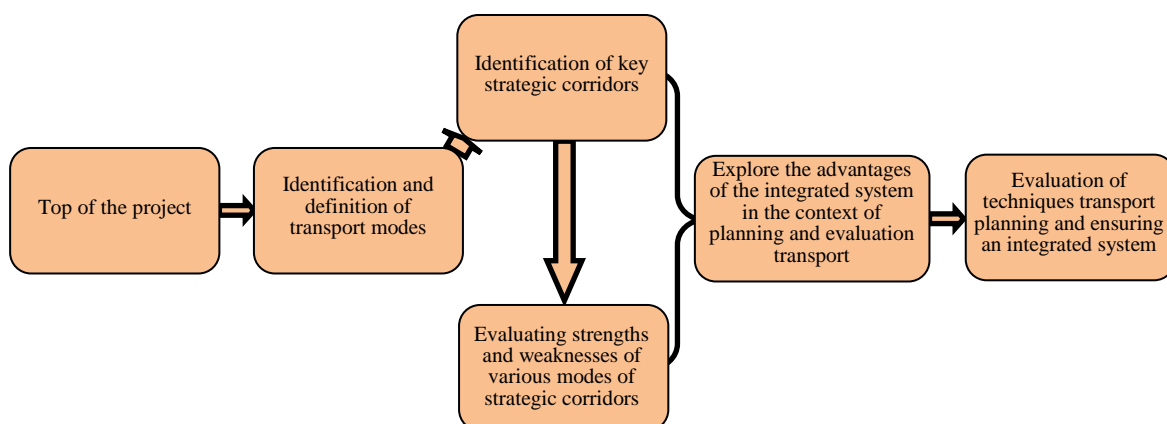 Top of the project
Identification and
definition of
transport modes
Identification of key
strategic corridors
Evaluating strengths
and weaknesses of
various modes of
strategic corridors
Explore the advantages
of the integrated system
in the context of
planning and evaluation
transport
Evaluation of
techniques transport
planning and ensuring
an integrated system